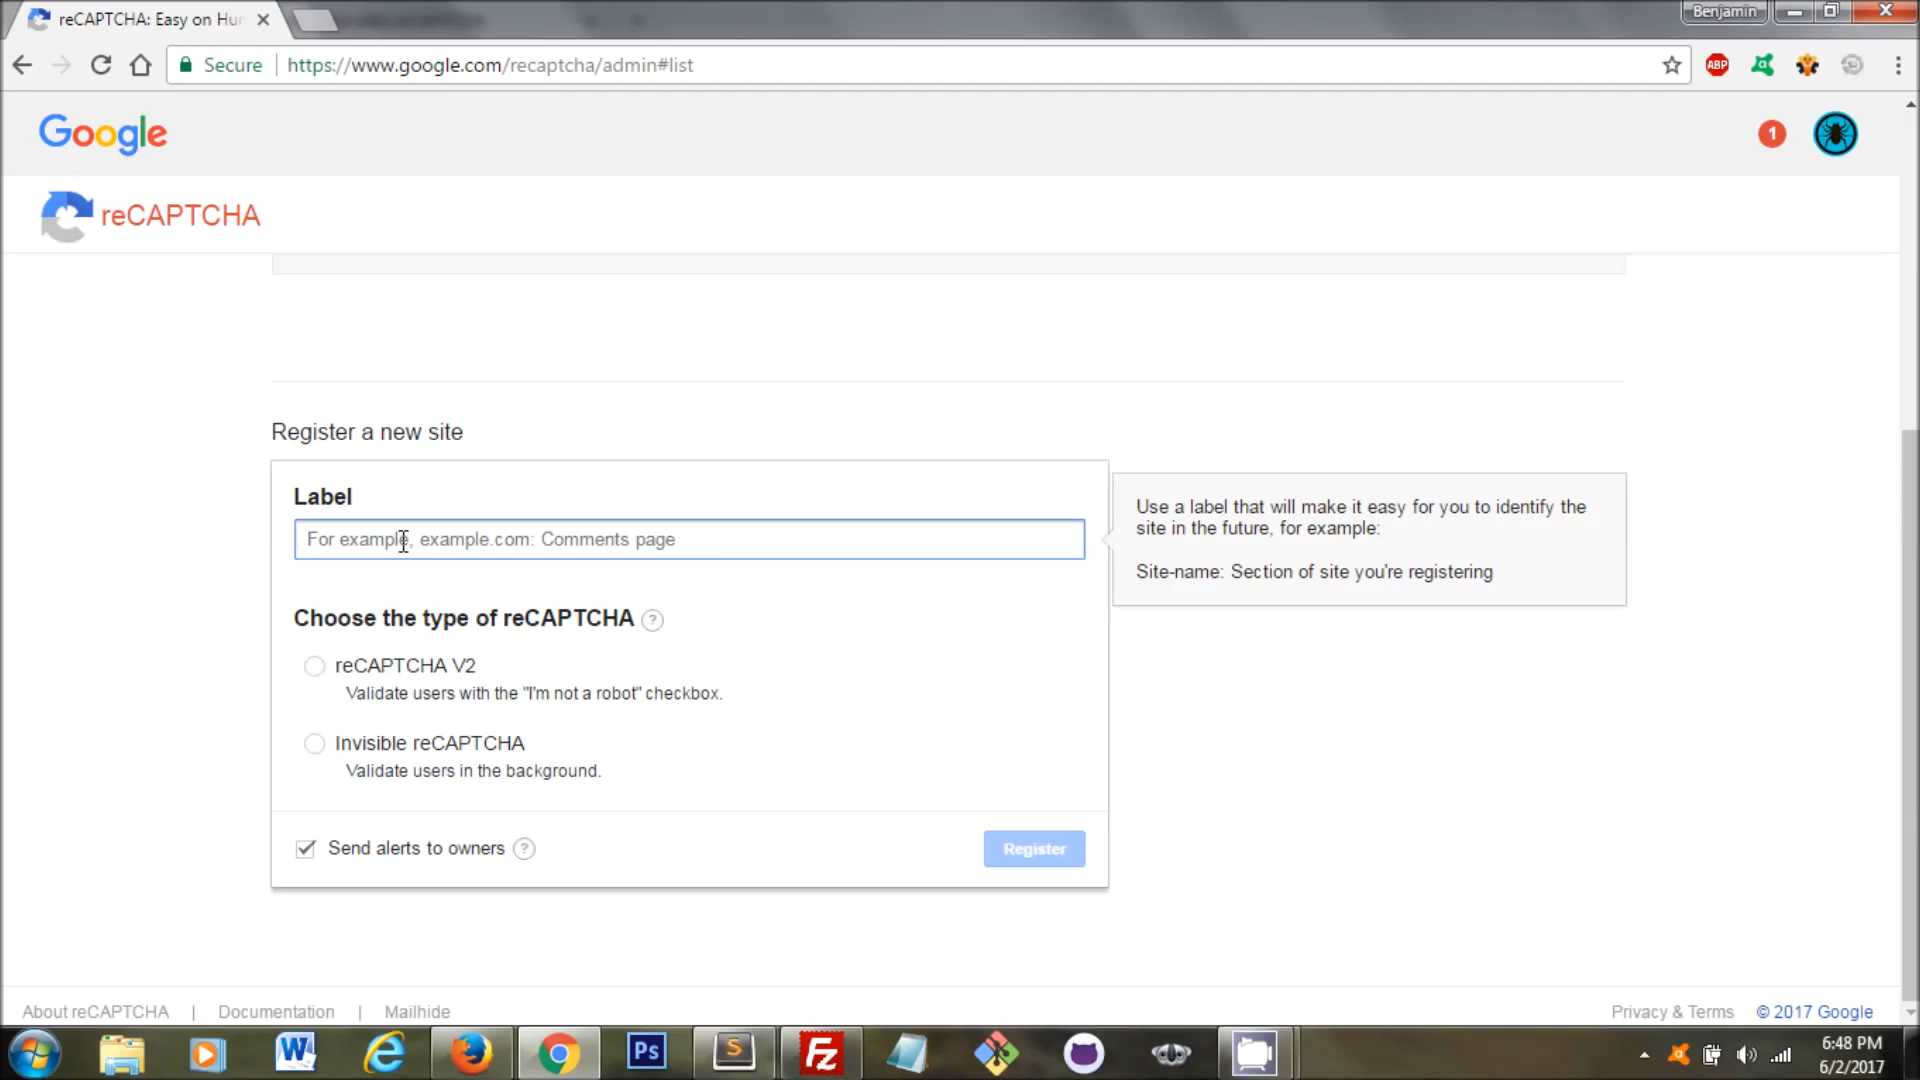 reCAPTCHA: Easy on Hur
Benjamin
Secure
https://www.google.com/recaptcha/admin#list
ABP
Google
1
reCAPTCHA
Register a new site
Label
For example, example.com: Comments page
Use a label that will make it easy for you to identify the
site in the future, for example:
Site-name: Section of site you're registering
Choose the type of reCAPTCHA ?
reCAPTCHA V2
Validate users with the "I'm not a robot" checkbox.
Invisible reCAPTCHA
Validate users in the background.
Send alerts to owners ?
Register
About reCAPTCHA | Documentation | Mailhide
Privacy & Terms © 2017 Google
W
Ps
S
Fz
6:48 PM
6/2/2017